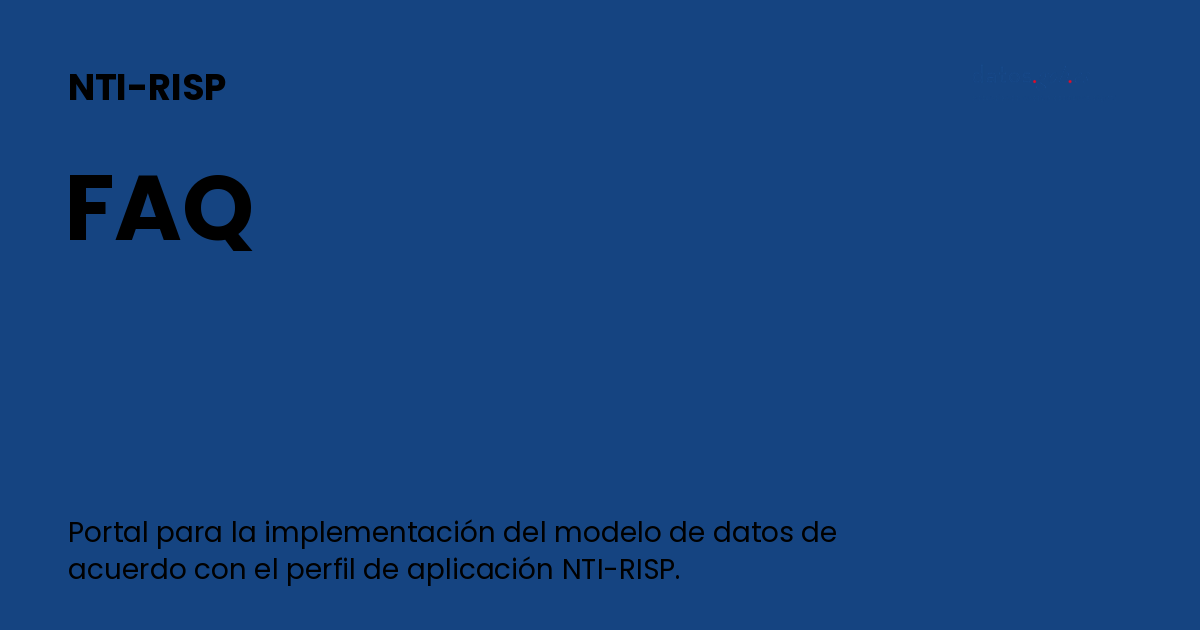 NTI-RISP
FAQ
Portal para la implementación del modelo de datos de
acuerdo con el perfil de aplicación NTI-RISP.